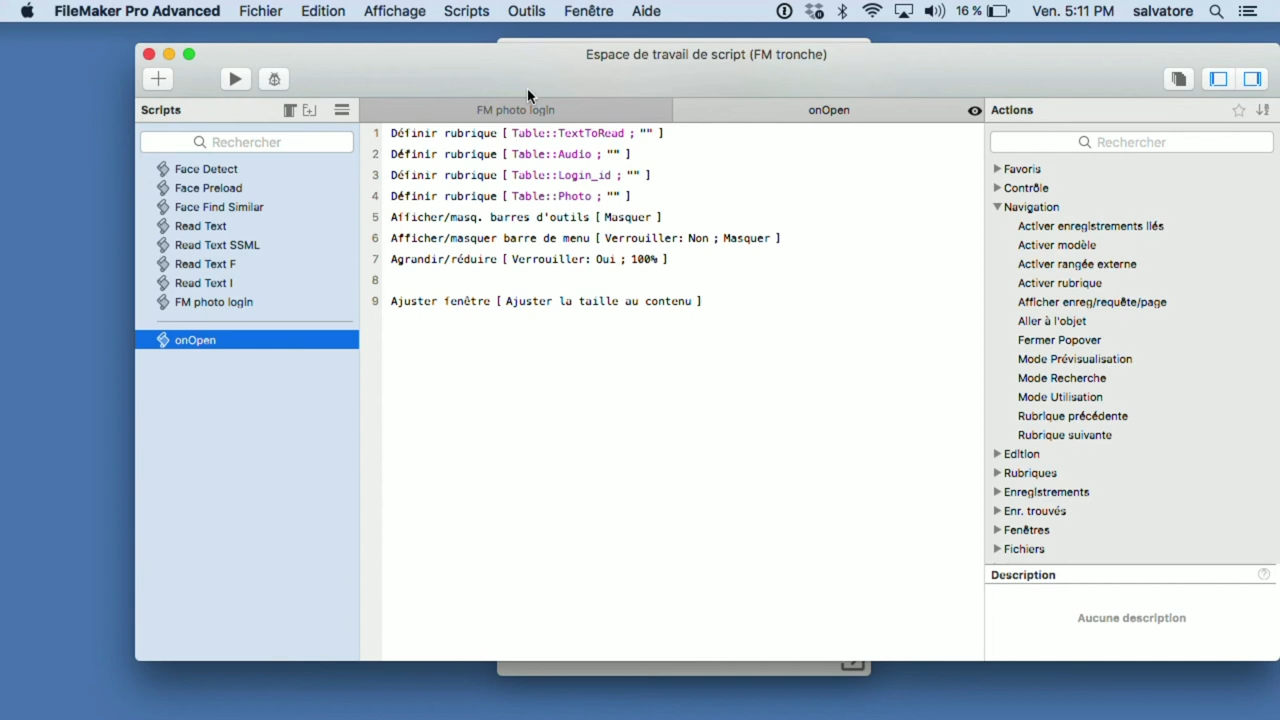 FileMaker Pro Advanced Fichier Edition Affichage Scripts Outils Fenêtre Aide 16 % Ven. 5:11 PM salvatore
Espace de travail de script (FM tronche)
Scripts
FM photo login
onOpen
Actions
Rechercher
Face Detect
Face Preload
Face Find Similar
Read Text
Read Text SSML
Read Text F
Read Text I
FM photo login
onOpen
1 Définir rubrique [ Table::TextToRead ; "" ]
2 Définir rubrique [ Table::Audio ; "" ]
3 Définir rubrique [ Table::Login_id ; "" ]
4 Définir rubrique [ Table::Photo ; "" ]
5 Afficher/masq. barres d'outils [ Masquer ]
6 Afficher/masquer barre de menu [ Verrouiller: Non ; Masquer ]
7 Agrandir/réduire [ Verrouiller: Oui ; 100% ]
8
9 Ajuster fenêtre [ Ajuster la taille au contenu ]
Rechercher
Favoris
Contrôle
Navigation
Activer enregistrements liés
Activer modèle
Activer rangée externe
Activer rubrique
Afficher enreg/requête/page
Aller à l'objet
Fermer Popover
Mode Prévisualisation
Mode Recherche
Mode Utilisation
Rubrique précédente
Rubrique suivante
Edition
Rubriques
Enregistrements
Enr. trouvés
Fenêtres
Fichiers
Description
Aucune description